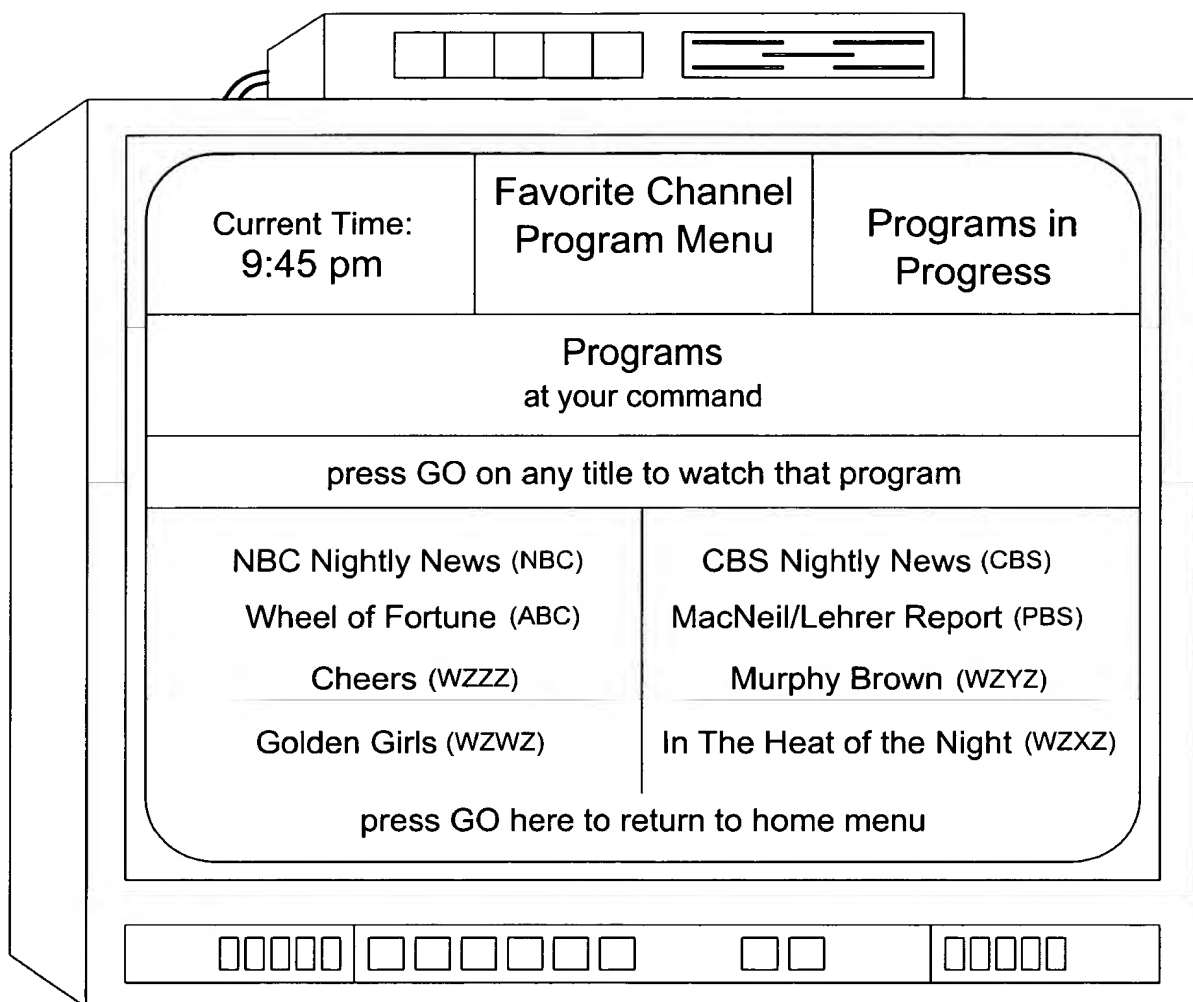 Current Time:
9:45 pm
Favorite Channel
Program Menu
Programs in
Progress
Programs
at your command
press GO on any title to watch that program
NBC Nightly News (NBC)
CBS Nightly News (CBS)
Wheel of Fortune (ABC)
MacNeil/Lehrer Report (PBS)
Cheers (WZZZ)
Murphy Brown (WZYZ)
Golden Girls (WZWZ)
In The Heat of the Night (WZXZ)
press GO here to return to home menu